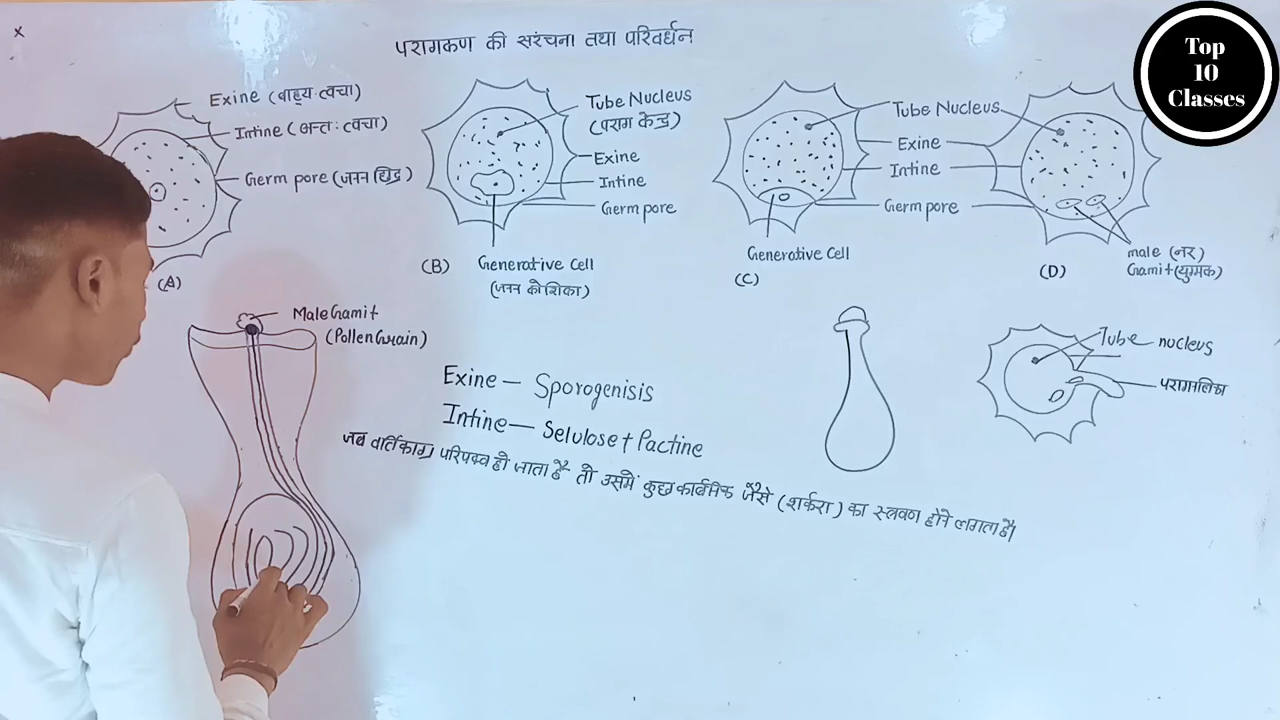 x
परागकण की सरंचना तथा परिवर्धन
Top
10
Classes
Exine (वाह्य त्वचा)
Intine (अन्तः त्वचा)
Germ pore (जनन छिद्र)
(A)
Tube Nucleus
(पराग केन्द्र)
Exine
Intine
Germ pore
(B)
Generative Cell
(जनन कोशिका)
Tube Nucleus
Exine
Intine
Germ pore
Generative Cell
(C)
(D)
male (नर)
Gamit (युग्मक)
Male Gamit
(Pollen Grain)
Exine – Sporogenisis
Intine – Selulose + Pactine
जब वर्तिकाग्र परिपक्व हो जाता है तो उसमें कुछ कार्बनिक जैसे (शर्करा) का स्त्रवण होने लगता है।
Tube nucleus
परागनलिका